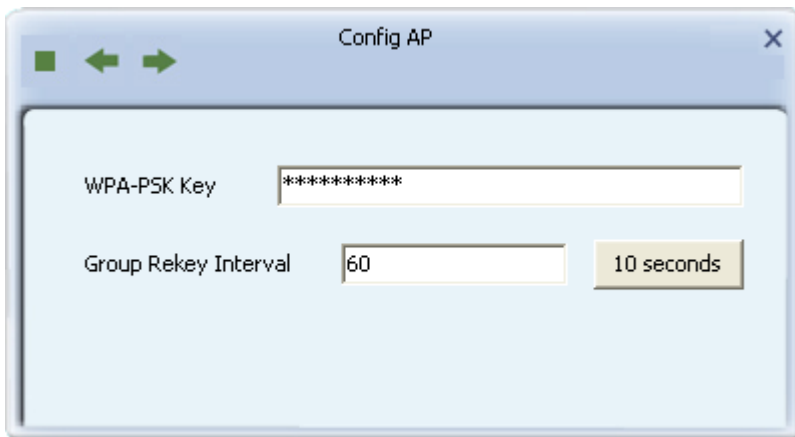 Config AP
WPA-PSK Key **********
Group Rekey Interval 60 10 seconds